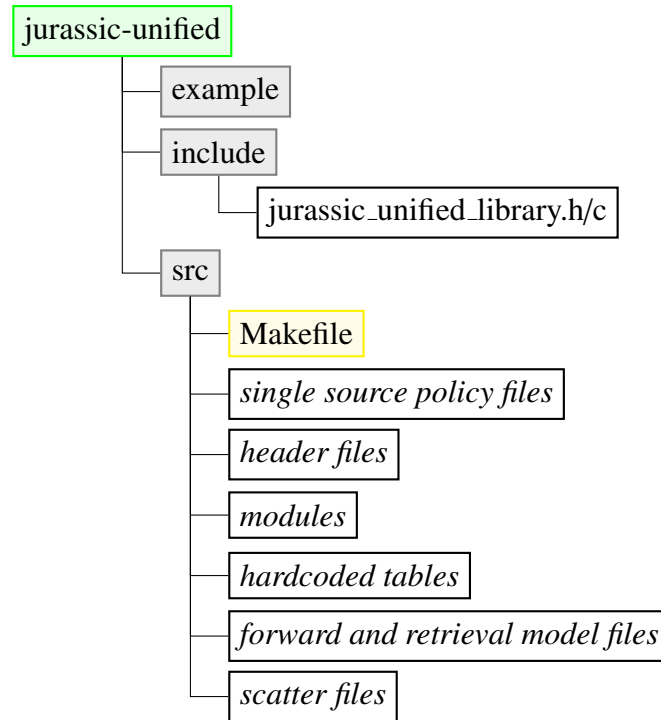 jurassic-unified
example
include
jurassic_unified_library.h/c
src
Makefile
single source policy files
header files
modules
hardcoded tables
forward and retrieval model files
scatter files